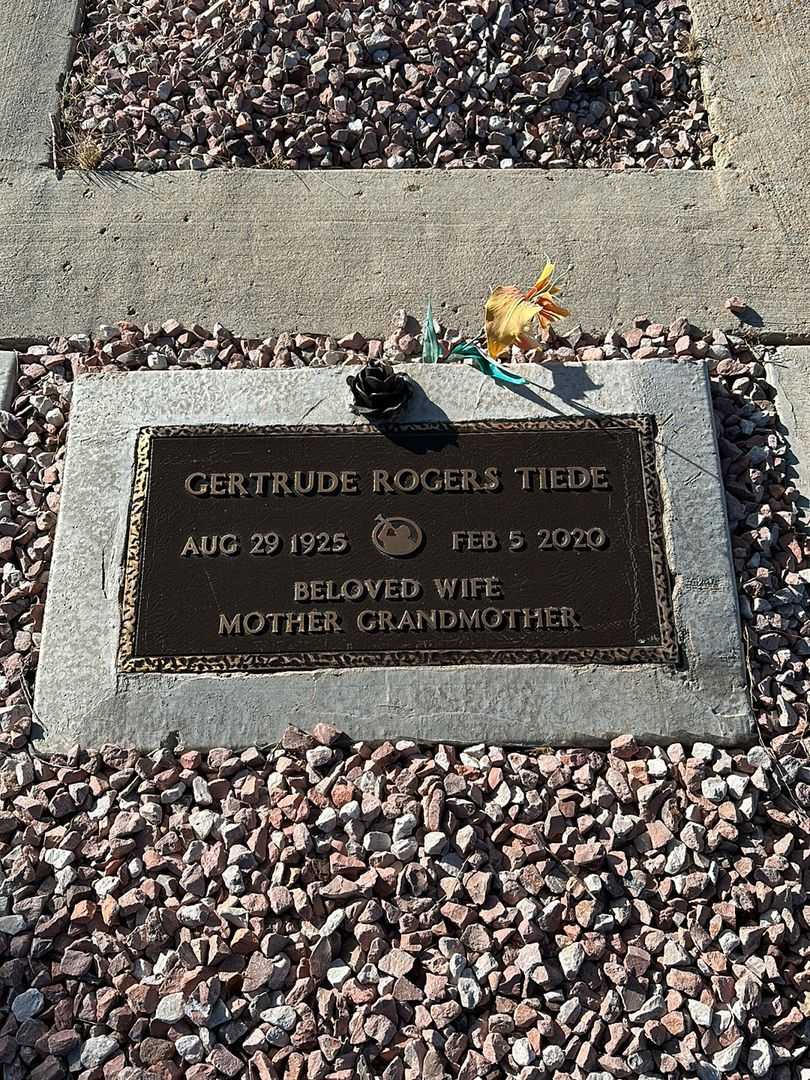 GERTRUDE ROGERS TIEDE
AUG 29 1925 FEB 5 2020
BELOVED WIFE
MOTHER GRANDMOTHER